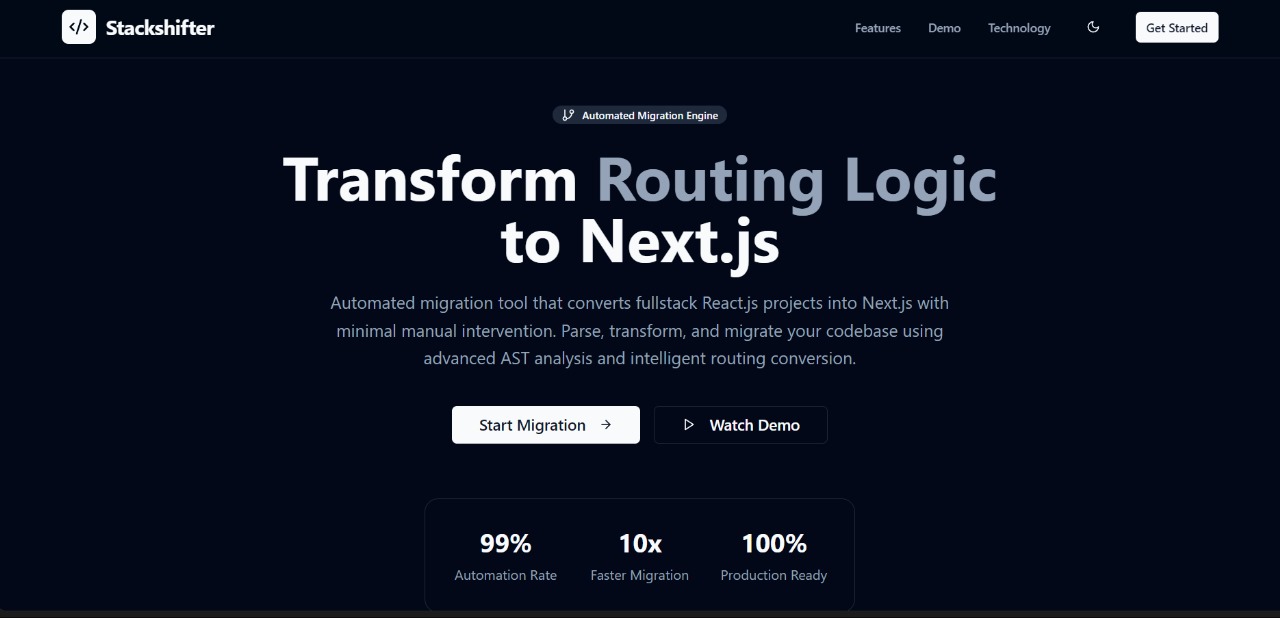 </> Stackshifter
Features Demo Technology Get Started
Automated Migration Engine
Transform Routing Logic
to Next.js
Automated migration tool that converts fullstack React.js projects into Next.js with
minimal manual intervention. Parse, transform, and migrate your codebase using
advanced AST analysis and intelligent routing conversion.
Start Migration → Watch Demo
99% 10x 100%
Automation Rate Faster Migration Production Ready